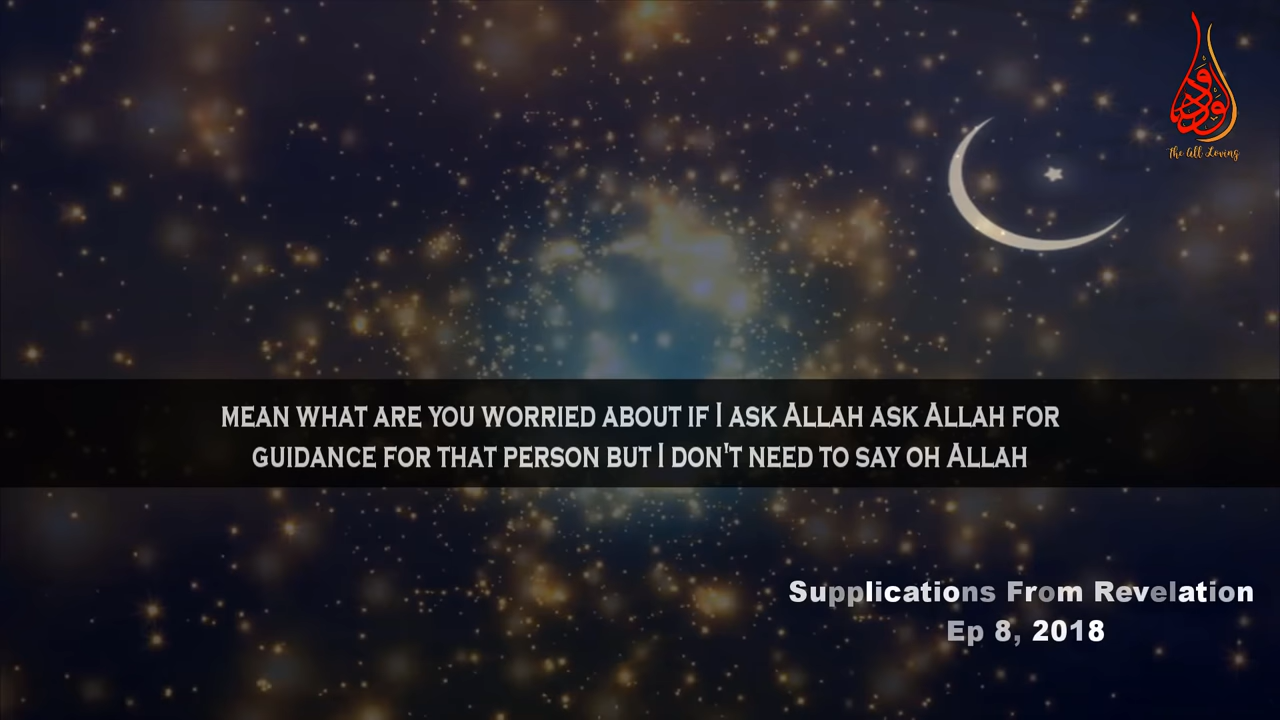 الودود
The All Loving
MEAN WHAT ARE YOU WORRIED ABOUT IF I ASK ALLAH ASK ALLAH FOR
GUIDANCE FOR THAT PERSON BUT I DON'T NEED TO SAY OH ALLAH
Supplications From Revelation
Ep 8, 2018